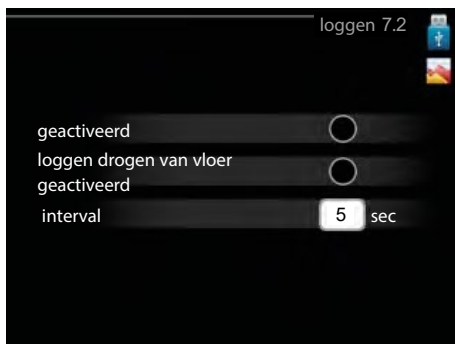 loggen 7.2
geactiveerd
loggen drogen van vloer
geactiveerd
interval 5 sec